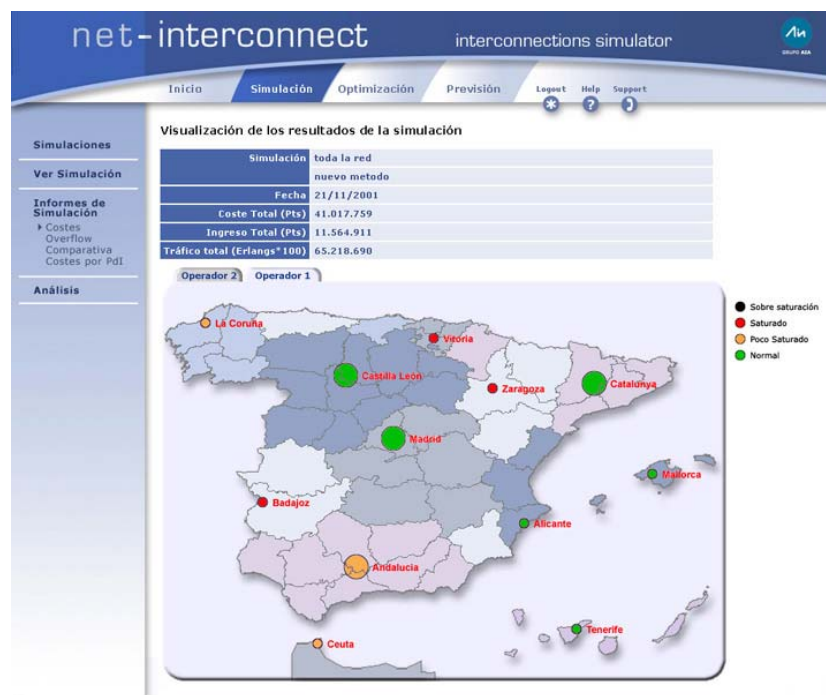 net-interconnect interconnections simulator
GRUPO AIA
Inicio Simulación Optimización Previsión Logout Help Support
Visualización de los resultados de la simulación
Simulaciones
Ver Simulación
Informes de Simulación
Costes
Overflow
Comparativa
Costes por PdI
Análisis
Simulación toda la red
nuevo metodo
Fecha 21/11/2001
Coste Total (Pts) 41.017.759
Ingreso Total (Pts) 11.564.911
Tráfico total (Erlangs*100) 65.218.690
Operador 2 Operador 1
Sobre saturación
Saturado
Poco Saturado
Normal
La Coruña
Vitoria
Castilla León
Zaragoza
Catalunya
Madrid
Mallorca
Badajoz
Alicante
Andalucia
Tenerife
Ceuta